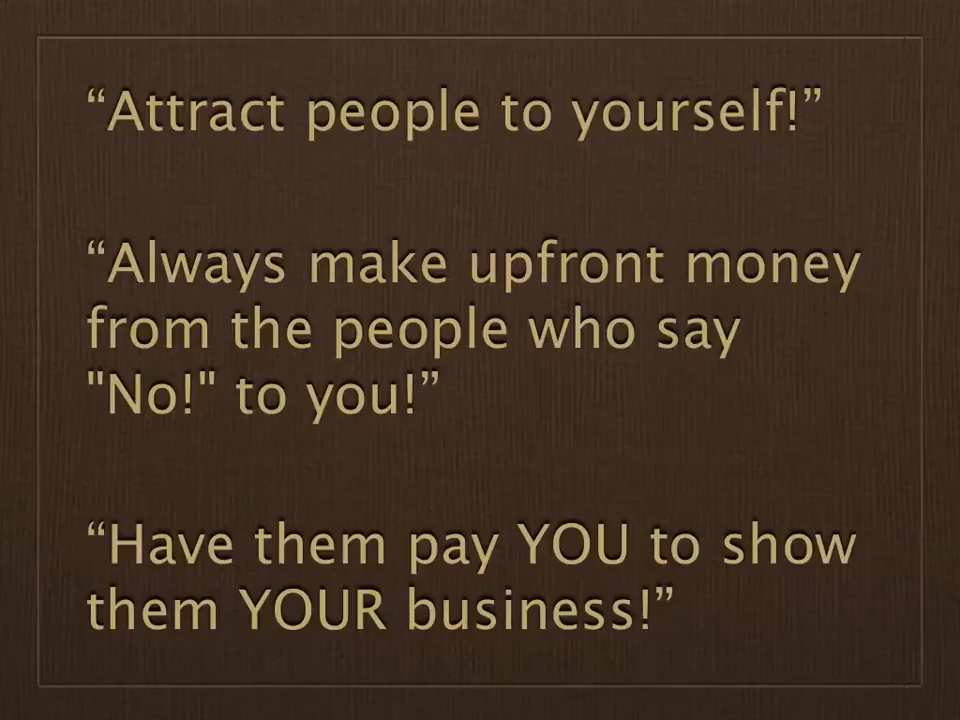 “Attract people to yourself!”
“Always make upfront money
from the people who say
"No!" to you!”
“Have them pay YOU to show
them YOUR business!”